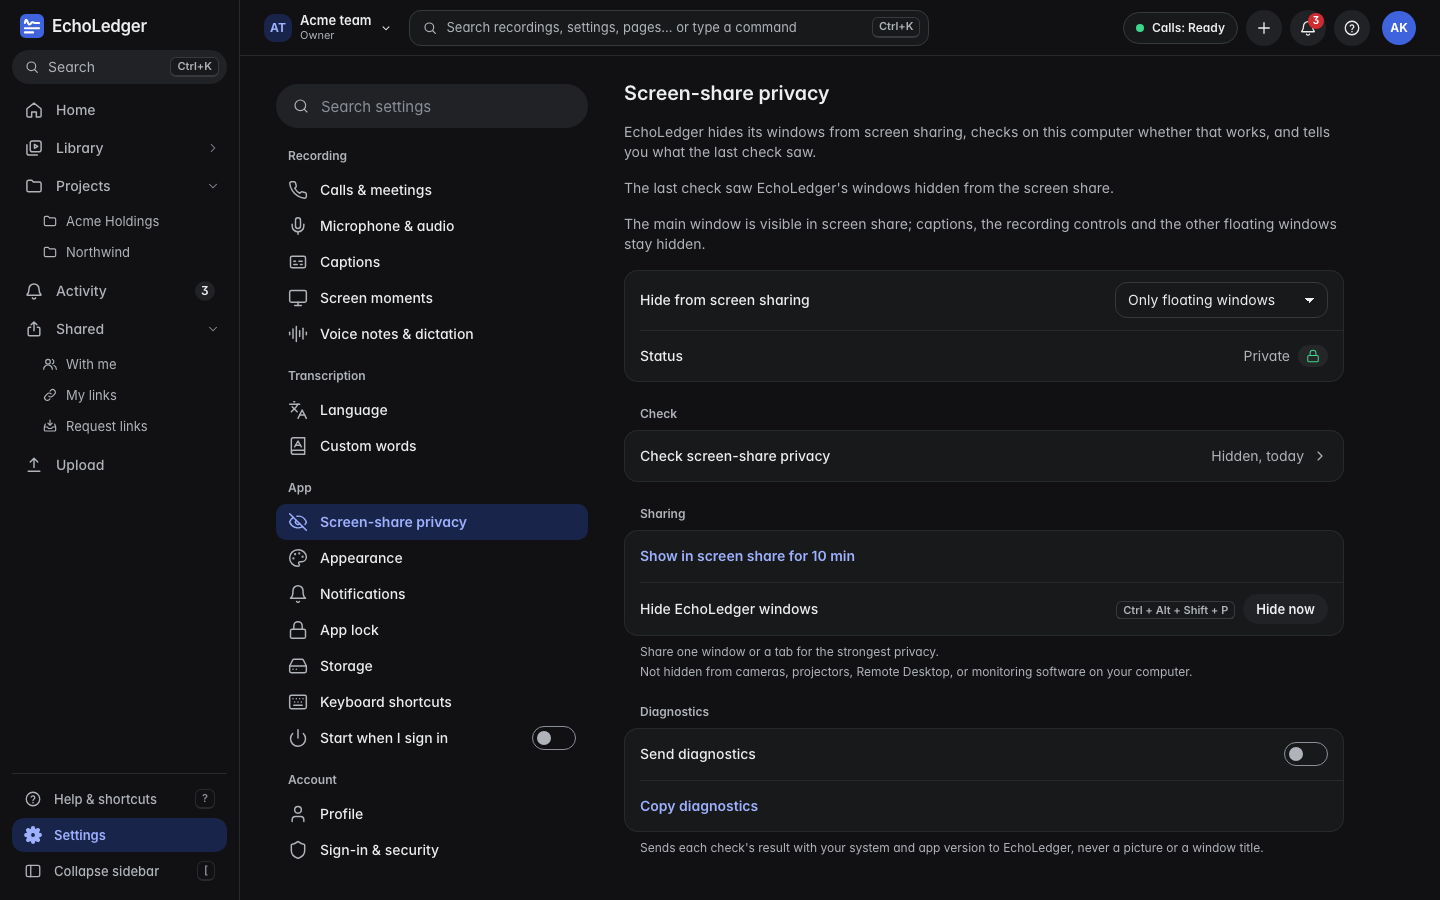 EchoLedger
Search Ctrl+K
Home
Library
Projects
Acme Holdings
Northwind
Activity 3
Shared
With me
My links
Request links
Upload
Help & shortcuts ?
Settings
Collapse sidebar [
AT Acme team
Owner
Search recordings, settings, pages... or type a command Ctrl+K
Calls: Ready
3
AK
Search settings
Recording
Calls & meetings
Microphone & audio
Captions
Screen moments
Voice notes & dictation
Transcription
Language
Custom words
App
Screen-share privacy
Appearance
Notifications
App lock
Storage
Keyboard shortcuts
Start when I sign in
Account
Profile
Sign-in & security
Screen-share privacy
EchoLedger hides its windows from screen sharing, checks on this computer whether that works, and tells
you what the last check saw.
The last check saw EchoLedger's windows hidden from the screen share.
The main window is visible in screen share; captions, the recording controls and the other floating windows
stay hidden.
Hide from screen sharing Only floating windows
Status Private
Check
Check screen-share privacy Hidden, today
Sharing
Show in screen share for 10 min
Hide EchoLedger windows Ctrl + Alt + Shift + P Hide now
Share one window or a tab for the strongest privacy.
Not hidden from cameras, projectors, Remote Desktop, or monitoring software on your computer.
Diagnostics
Send diagnostics
Copy diagnostics
Sends each check's result with your system and app version to EchoLedger, never a picture or a window title.